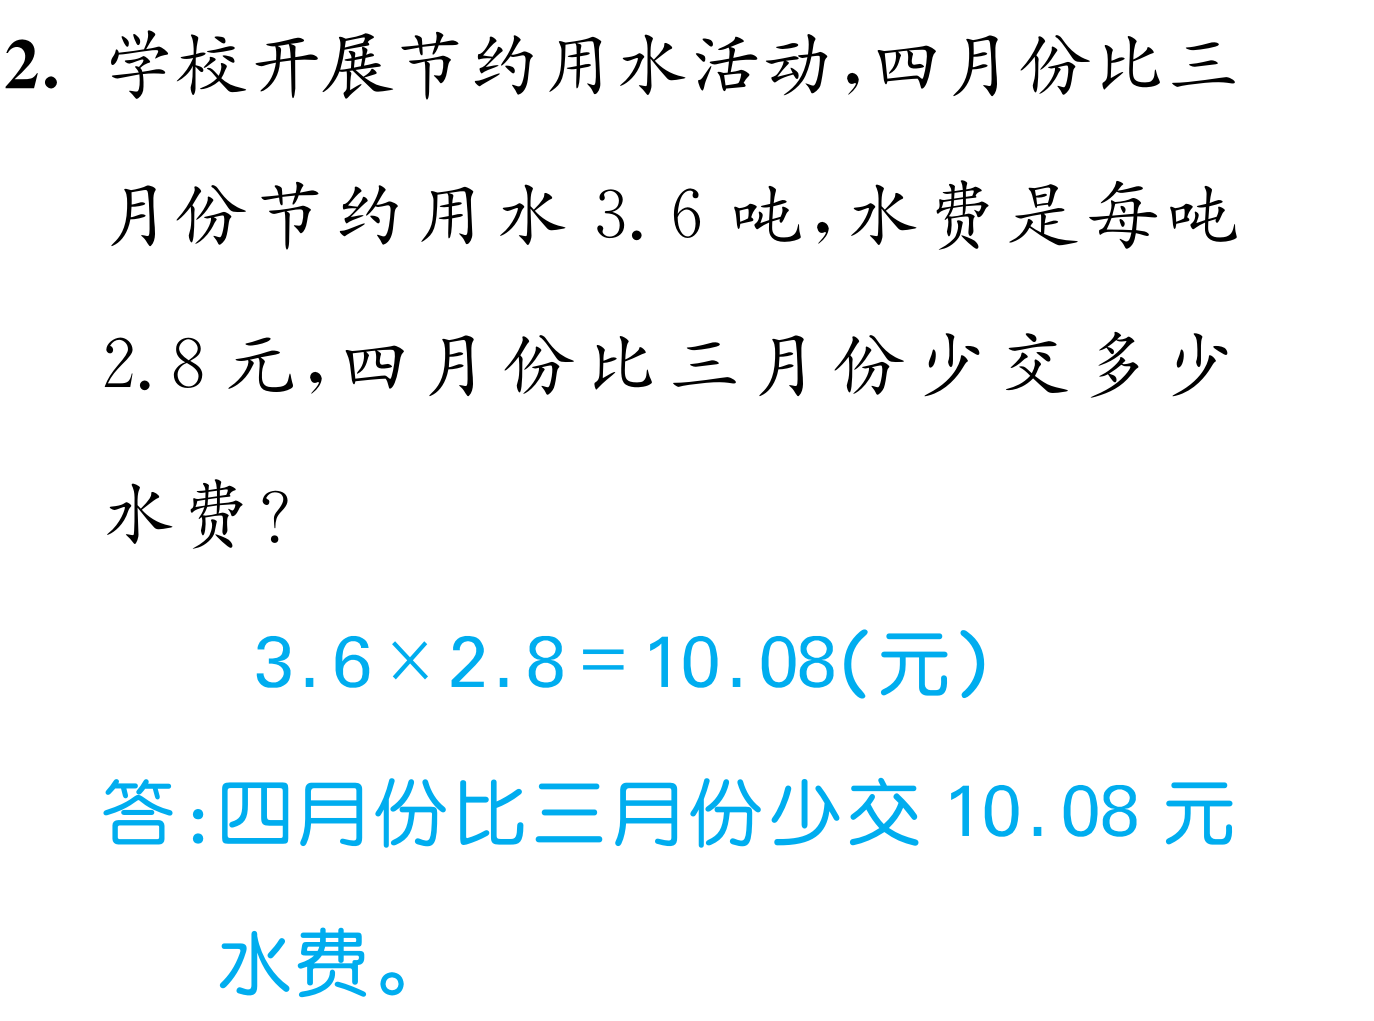 2. 学校开展节约用水活动,四月份比三
月份节约用水 3.6 吨,水费是每吨
2.8 元,四月份比三月份少交多少
水费?
3.6×2.8=10.08(元)
答:四月份比三月份少交 10.08 元
水费。